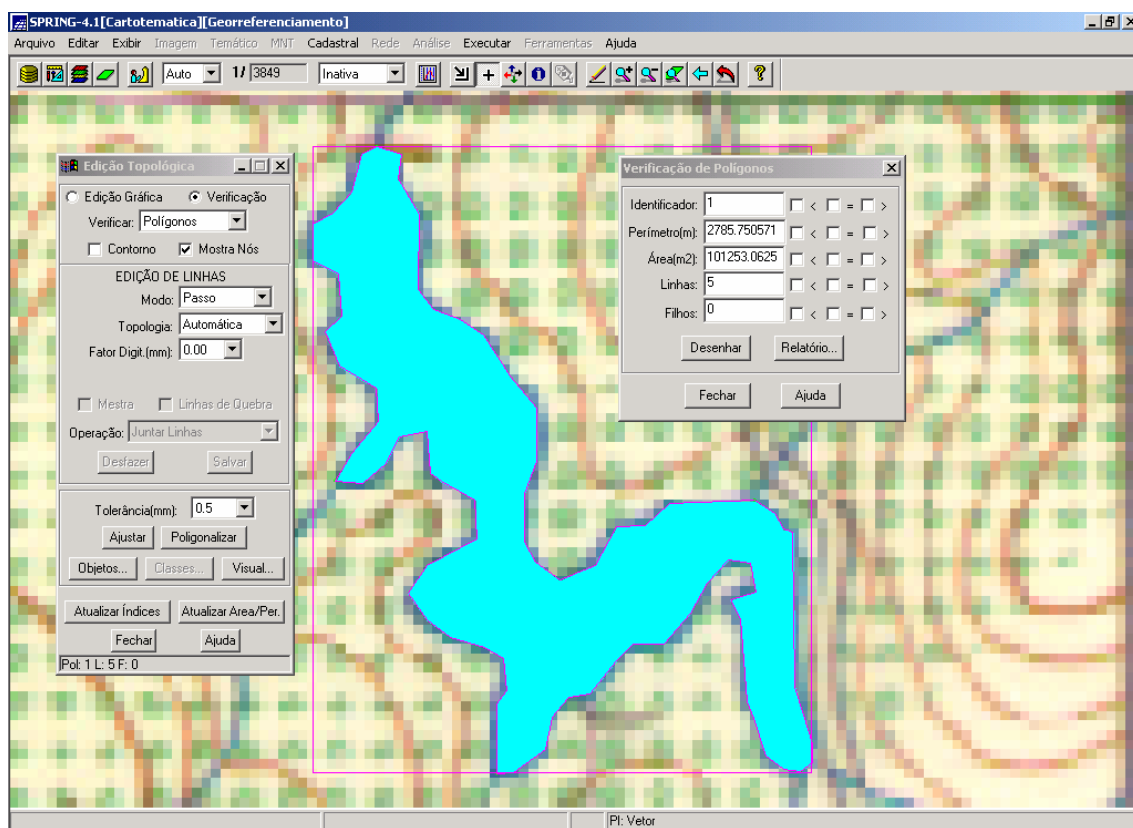 SPRING-4.1[Cartotematica][Georreferenciamento]
Arquivo Editar Exibir Imagem Temático MNT Cadastral Rede Análise Executar Ferramentas Ajuda
Auto 1/ 3849 Inativa
Edição Topológica
Edição Gráfica Verificação
Verificar: Polígonos
Contorno Mostra Nós
EDIÇÃO DE LINHAS
Modo: Passo
Topologia: Automática
Fator Digit.(mm): 0.00
Mestra Linhas de Quebra
Operação: Juntar Linhas
Desfazer Salvar
Tolerância(mm): 0.5
Ajustar Poligonalizar
Objetos... Classes... Visual...
Atualizar Índices Atualizar Area/Per.
Fechar Ajuda
Pol: 1 L: 5 F: 0
Verificação de Polígonos
Identificador: 1 < = >
Perímetro(m): 2785.750571 < = >
Área(m2): 101253.0625 < = >
Linhas: 5 < = >
Filhos: 0 < = >
Desenhar Relatório...
Fechar Ajuda
PI: Vetor